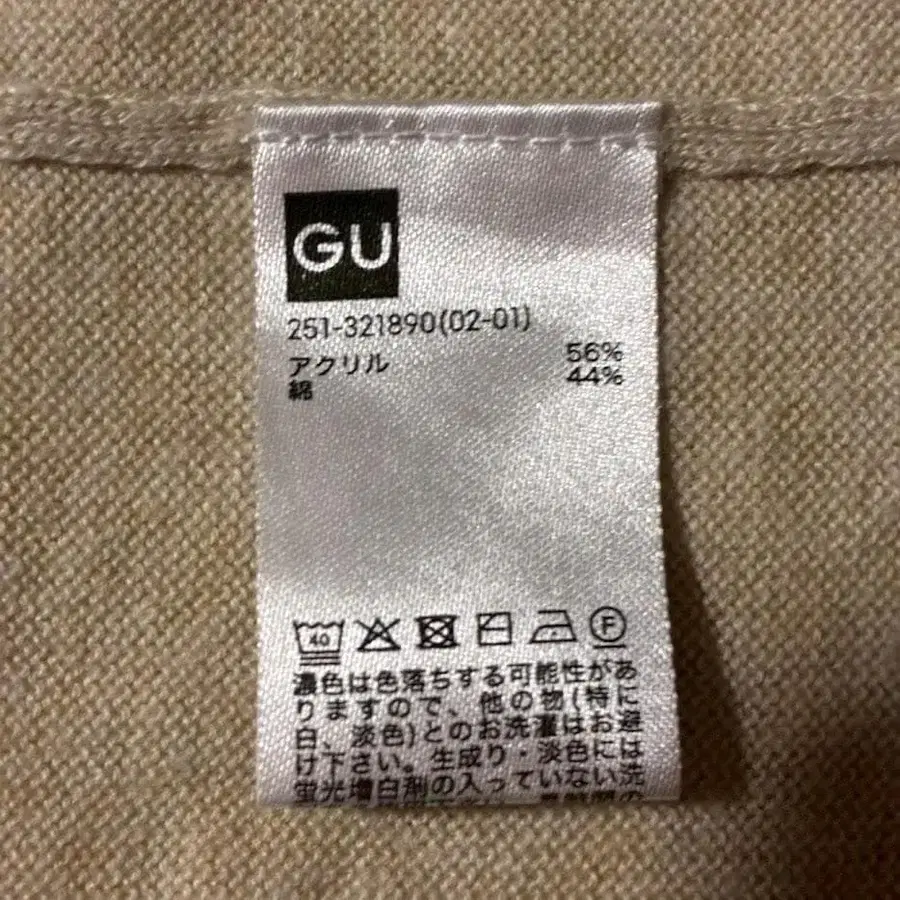 GU
251-321890(02-01)
アクリル 56%
綿 44%
40 F
濃色は色落ちする可能性があ
りますので、他の物(特に
白、淡色)とのお洗濯はお避
け下さい。生成り・淡色には
蛍光増白剤の入っていない洗